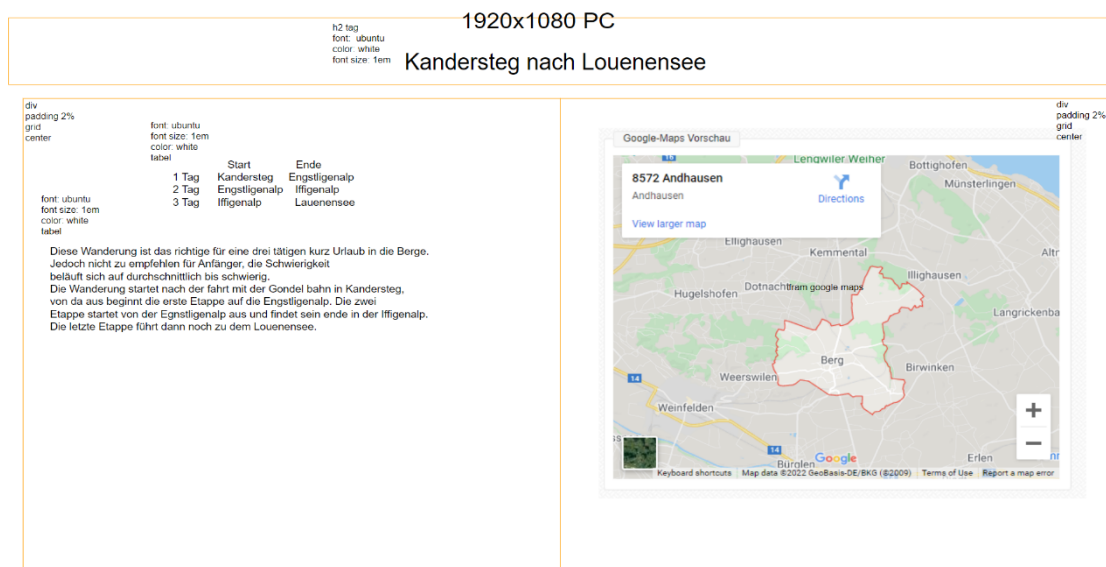 1920x1080 PC
h2 tag
font: ubuntu
color: white
font size: 1em
Kandersteg nach Louenensee
div
padding 2%
grid
center
font: ubuntu
font size: 1em
color: white
label
Start Ende
1 Tag Kandersteg Engstligenalp
2 Tag Engstligenalp Iffigenalp
3 Tag Iffigenalp Lauenensee
font: ubuntu
font size: 1em
color: white
label
Diese Wanderung ist das richtige für eine drei tätigen kurz Urlaub in die Berge.
Jedoch nicht zu empfehlen für Anfänger, die Schwierigkeit
beläuft sich auf durchschnittlich bis schwierig.
Die Wanderung startet nach der fahrt mit der Gondel bahn in Kandersteg,
von da aus beginnt die erste Etappe auf die Engstligenalp. Die zwei
Etappe startet von der Egnstligenalp aus und findet sein ende in der Iffigenalp.
Die letzte Etappe führt dann noch zu dem Louenensee.
div
padding 2%
grid
center
Google-Maps Vorschau
16
Lengwiler Weiher
Bottighofen
8572 Andhausen
Andhausen
Directions
View larger map
Münsterlingen
Ellighausen
Kemmental
Altr
Illighausen
Dotnacht
Ifram google maps
Hugelshofen
Langrickenba
Berg
Birwinken
14
Weerswilen
Weinfelden
+
−
14
Google
Bürglen
Erlen
Keyboard shortcuts Map data ©2022 GeoBasis-DE/BKG (©2009) Terms of Use Report a map error